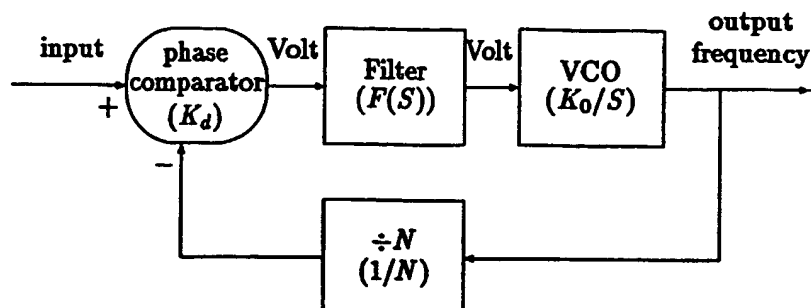 input
+
phase
comparator
(K_d)
−
Volt
Filter
(F(S))
Volt
VCO
(K_0/S)
output
frequency
÷N
(1/N)